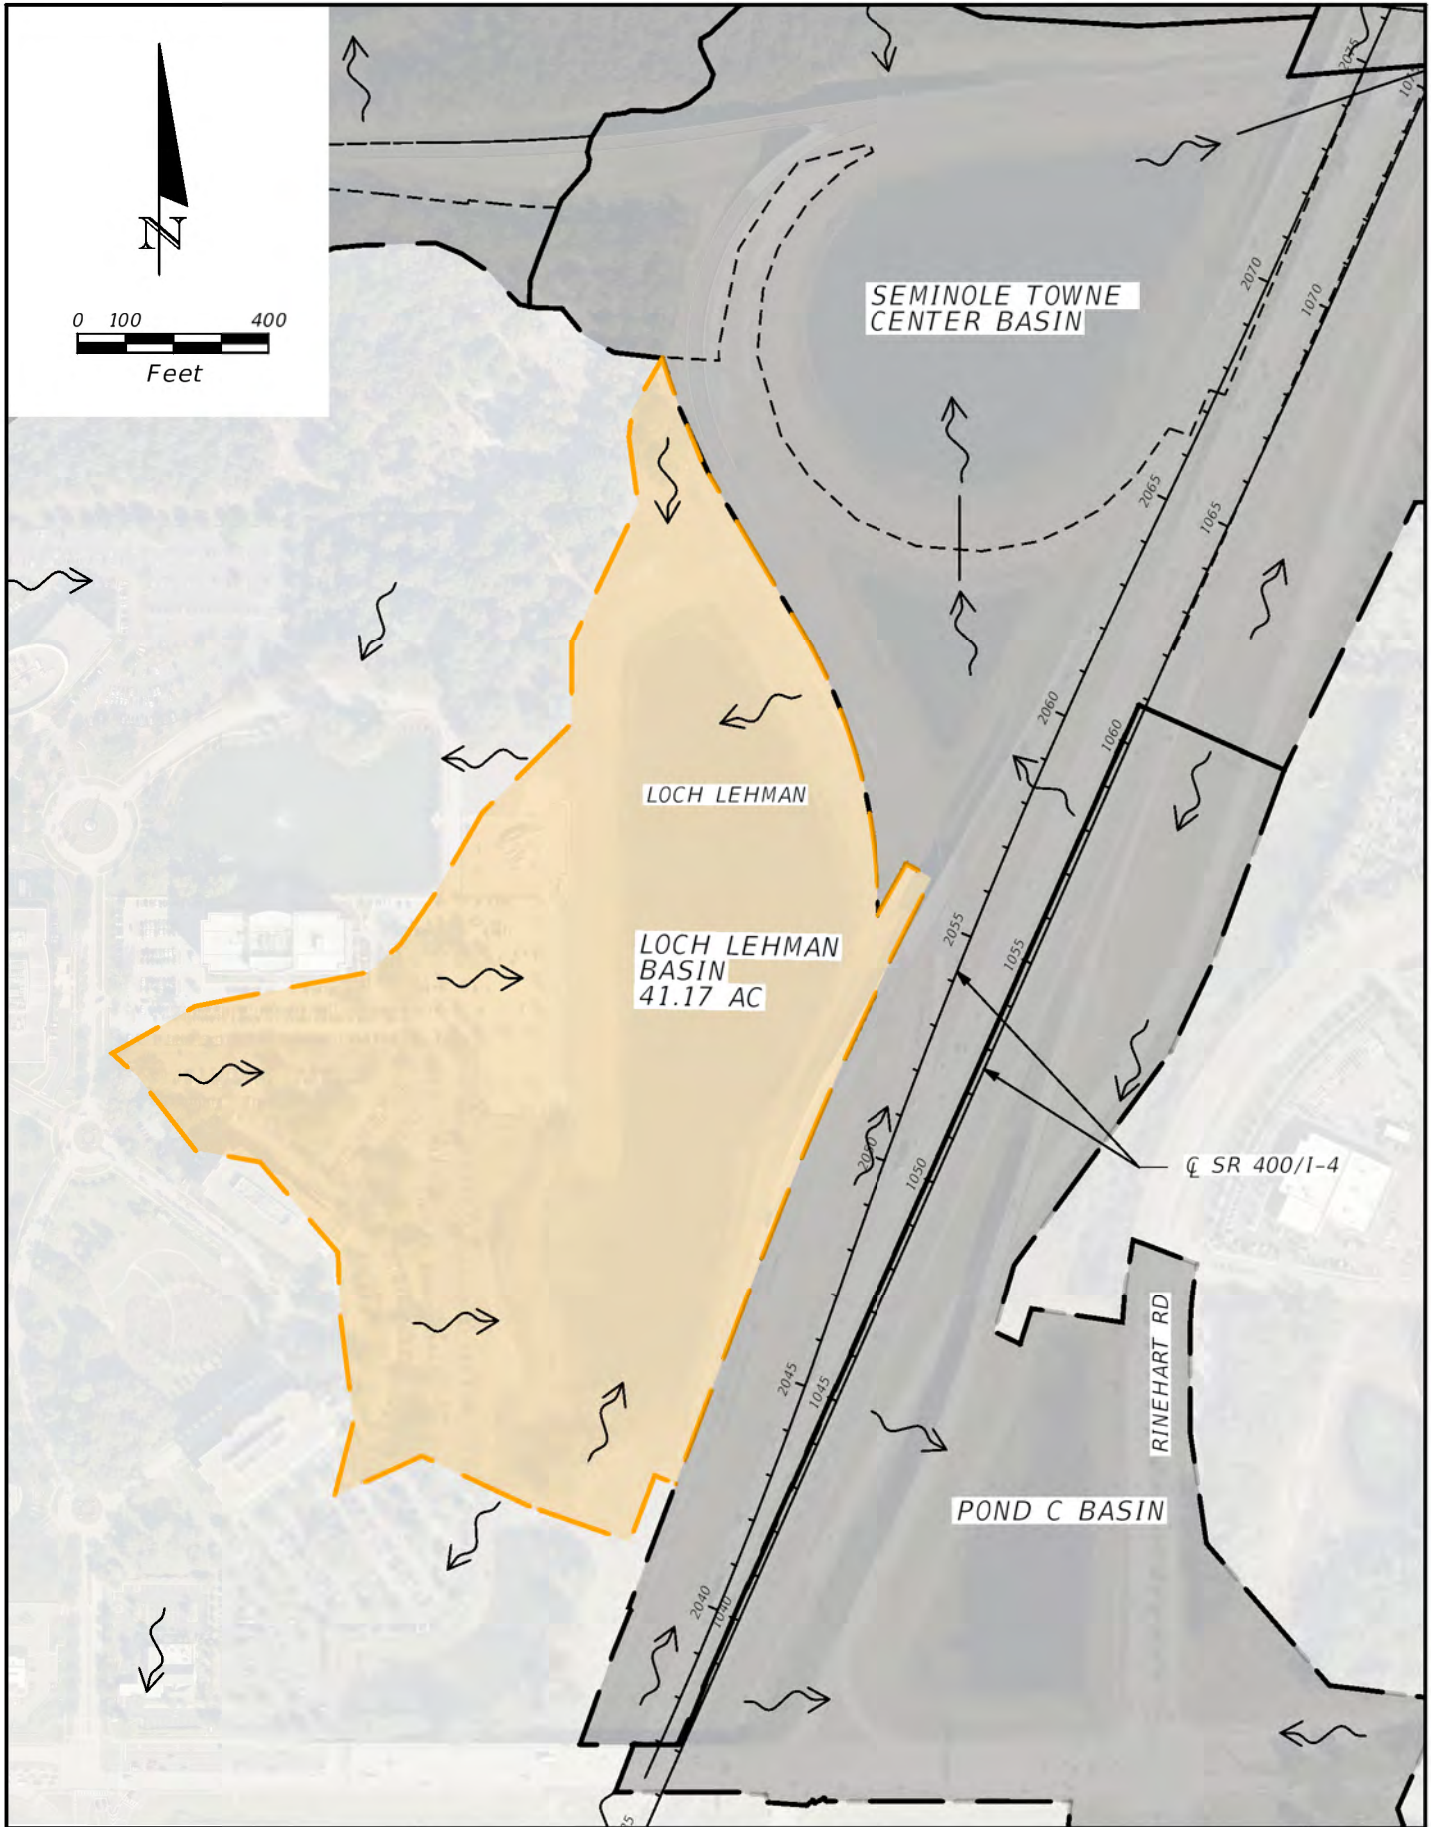 2075
1075
N
0 100 400
Feet
SEMINOLE TOWNE
CENTER BASIN
2070
1070
2065
1065
2060
1060
LOCH LEHMAN
2055
1055
LOCH LEHMAN
BASIN
41.17 AC
2050
1050
℄ SR 400/I-4
RINEHART RD
2045
1045
POND C BASIN
2040
1040